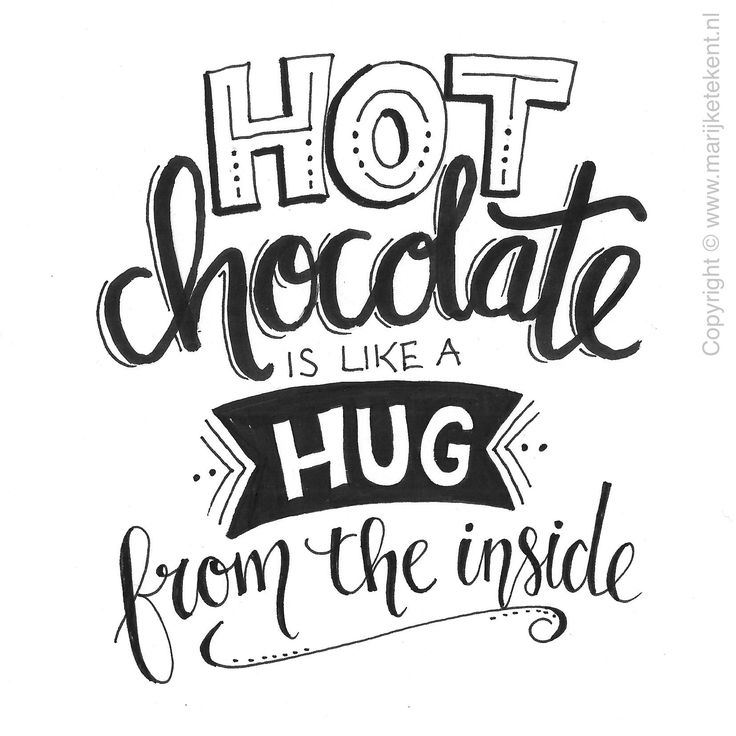 HOT
chocolate
IS LIKE A
HUG
from the inside
Copyright © www.marijketekent.nl